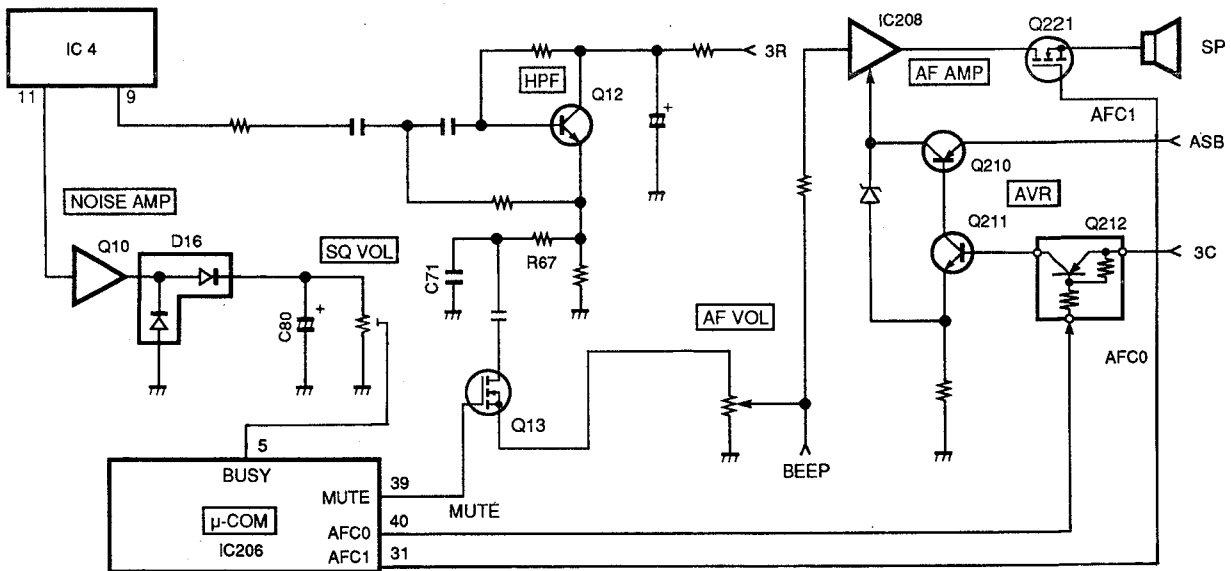 IC 4
11
9
HPF
Q12
3R
IC208
AF AMP
Q221
SP
AFC1
ASB
Q210
AVR
Q211
Q212
3C
AFC0
NOISE AMP
Q10
D16
SQ VOL
C80
+
C71
R67
+
AF VOL
Q13
BEEP
5
BUSY
MUTE
39
MUTE
μ-COM
AFC0
40
IC206
AFC1
31